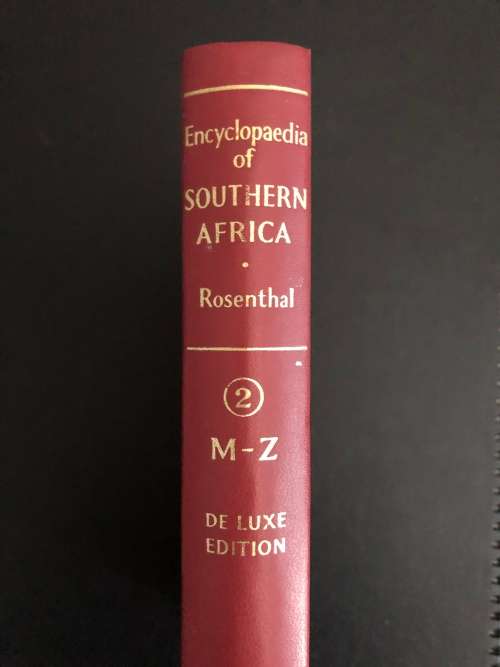 Encyclopaedia
of
SOUTHERN
AFRICA
·
Rosenthal
2
M-Z
DE LUXE
EDITION